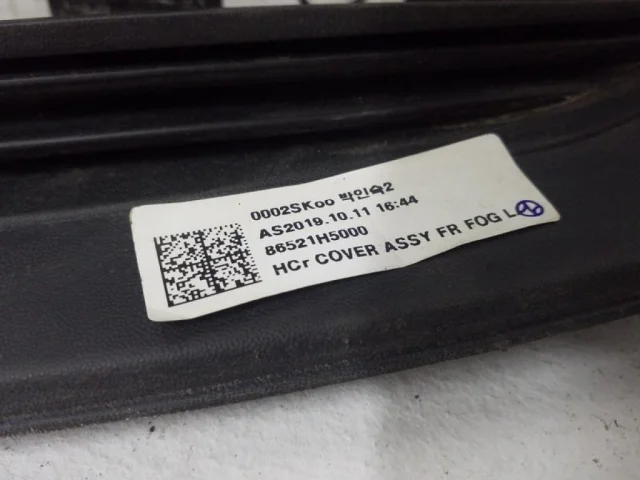 0002SKoo 박인숙2
AS2019.10.11 16:44
86521H5000
HCr COVER ASSY FR FOG L